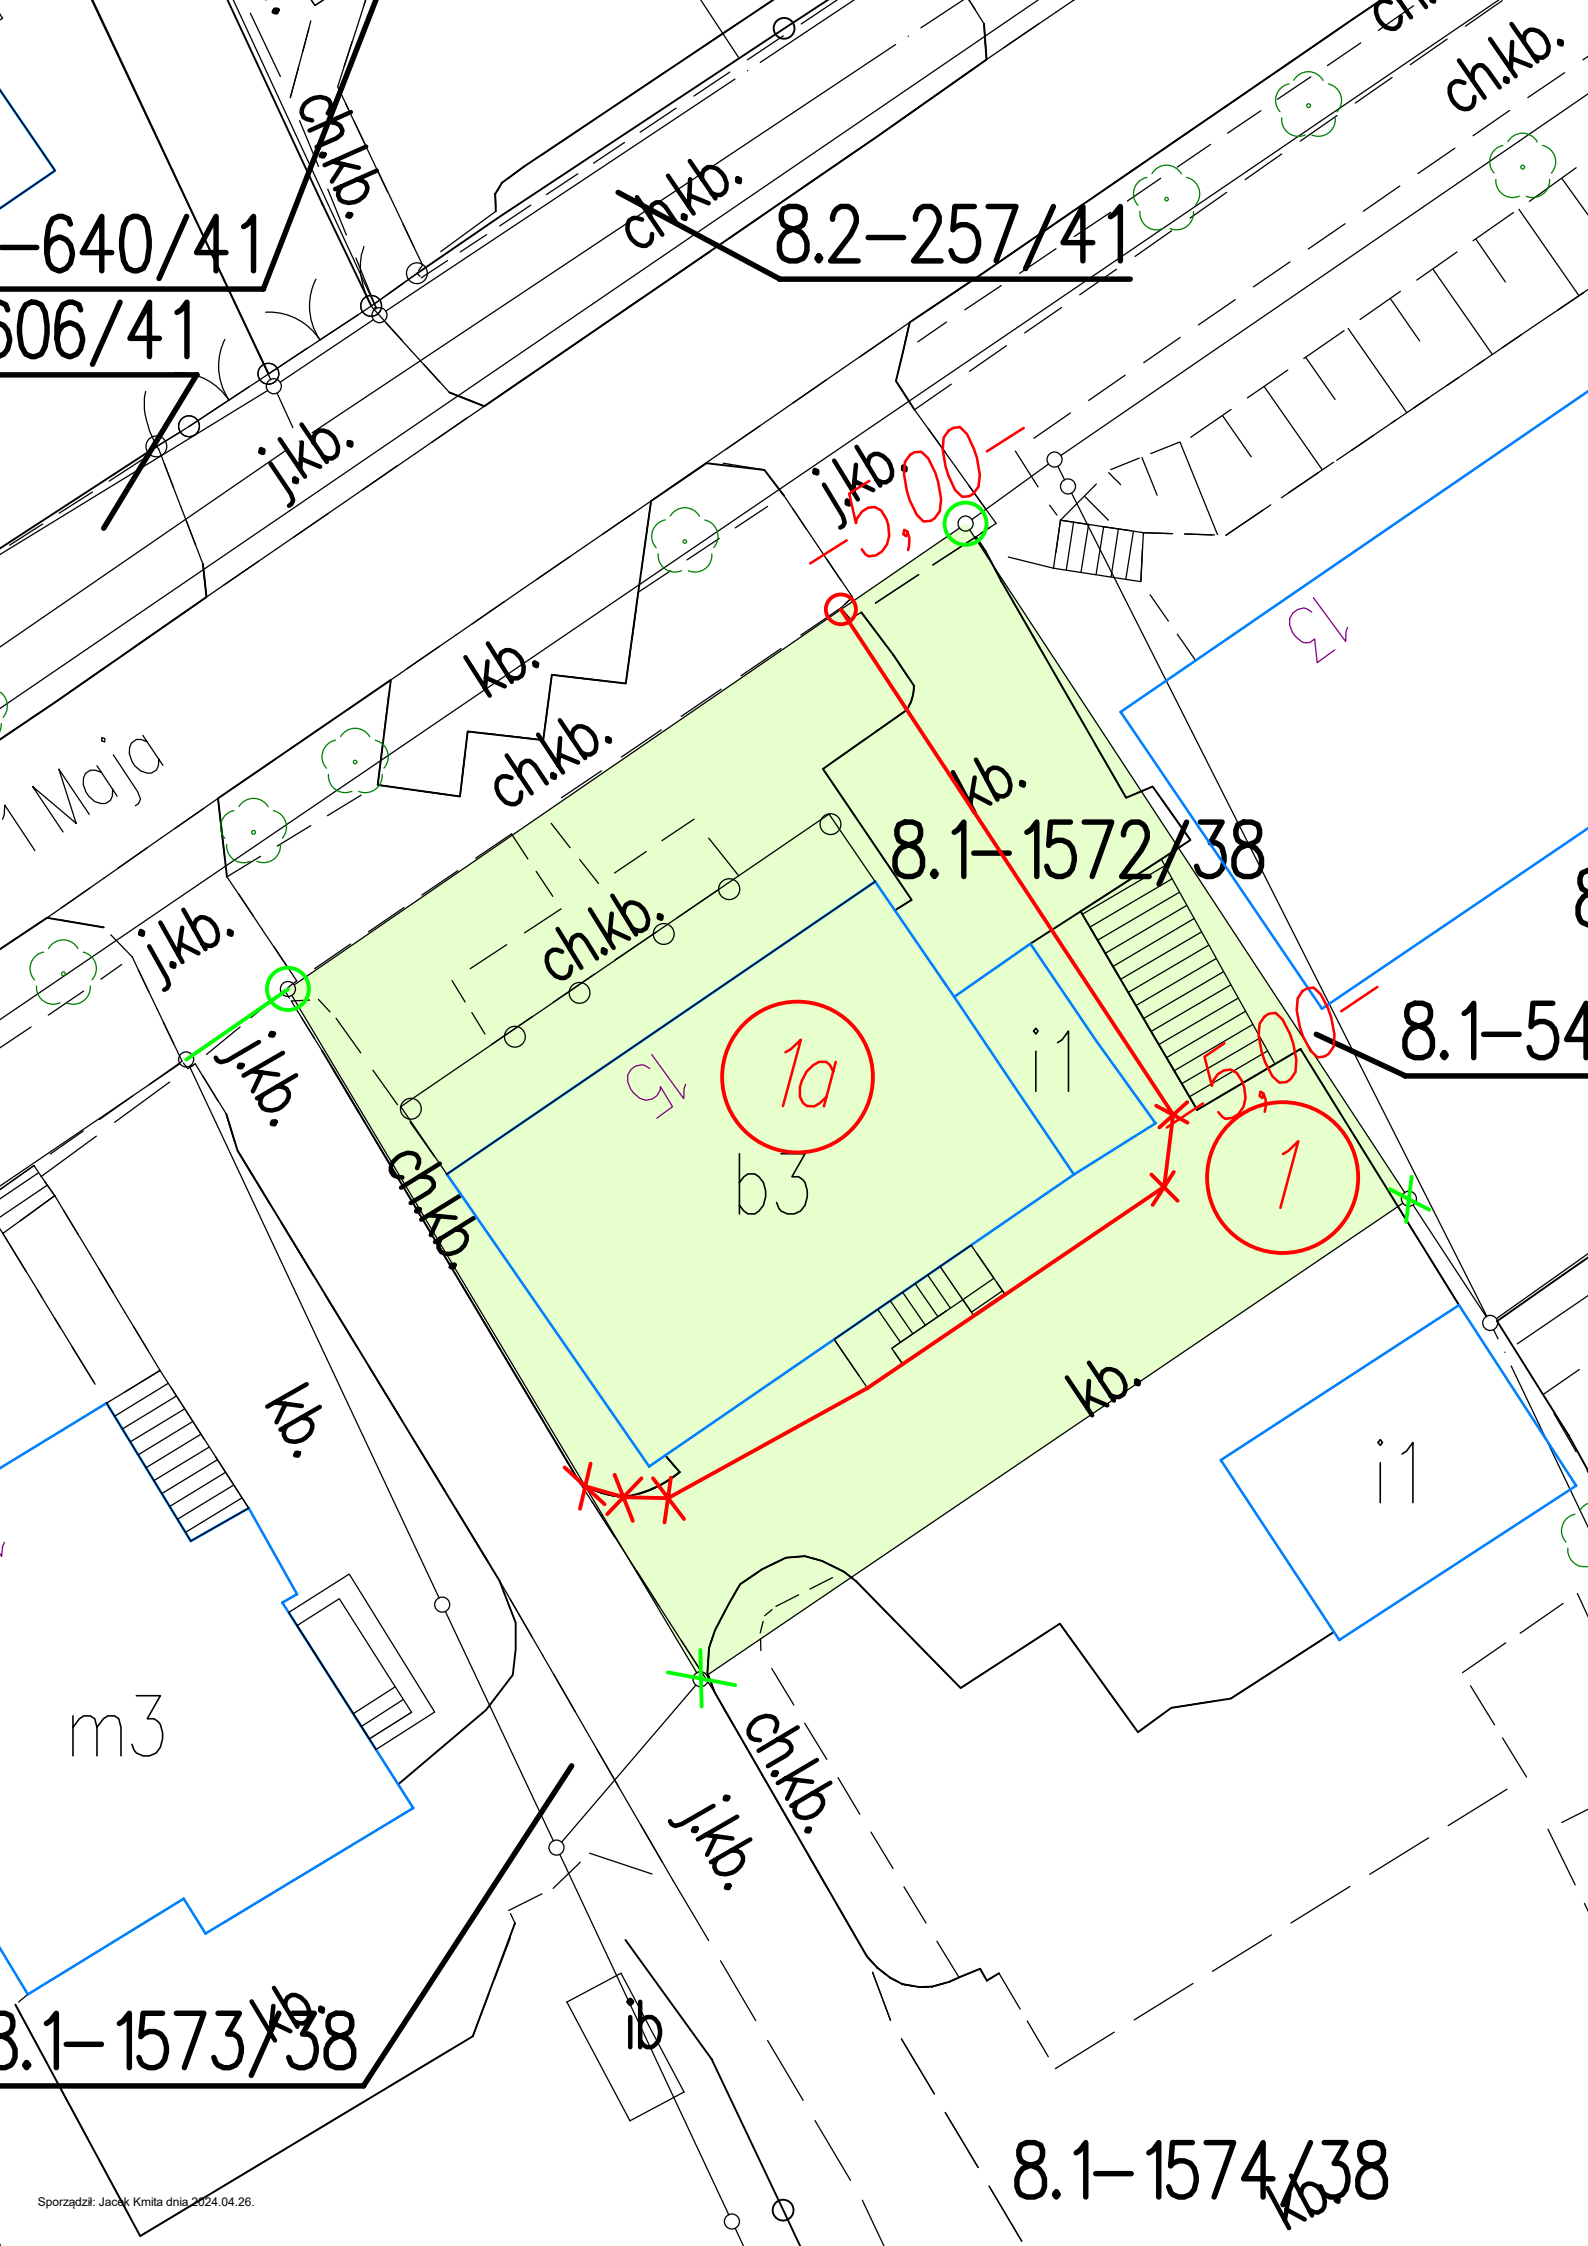 ch.kb.
ch.kb.
ch.kb.
ch.kb.
-640/41
8.2-257/41
606/41
j.kb.
j.kb.
-5,00-
13
kb.
ch.kb.
1 Maja
kb.
8.1-1572/38
j.kb.
ch.kb.
8.1-54
-5,00-
i1
1a
15
j.kb.
ch.kb.
b3
1
kb.
kb.
i1
m3
ch.kb.
j.kb.
kb.
8.1-1573/38
ib
8.1-1574/38
kb.
Sporządził: Jacek Kmita dnia 2024.04.26.